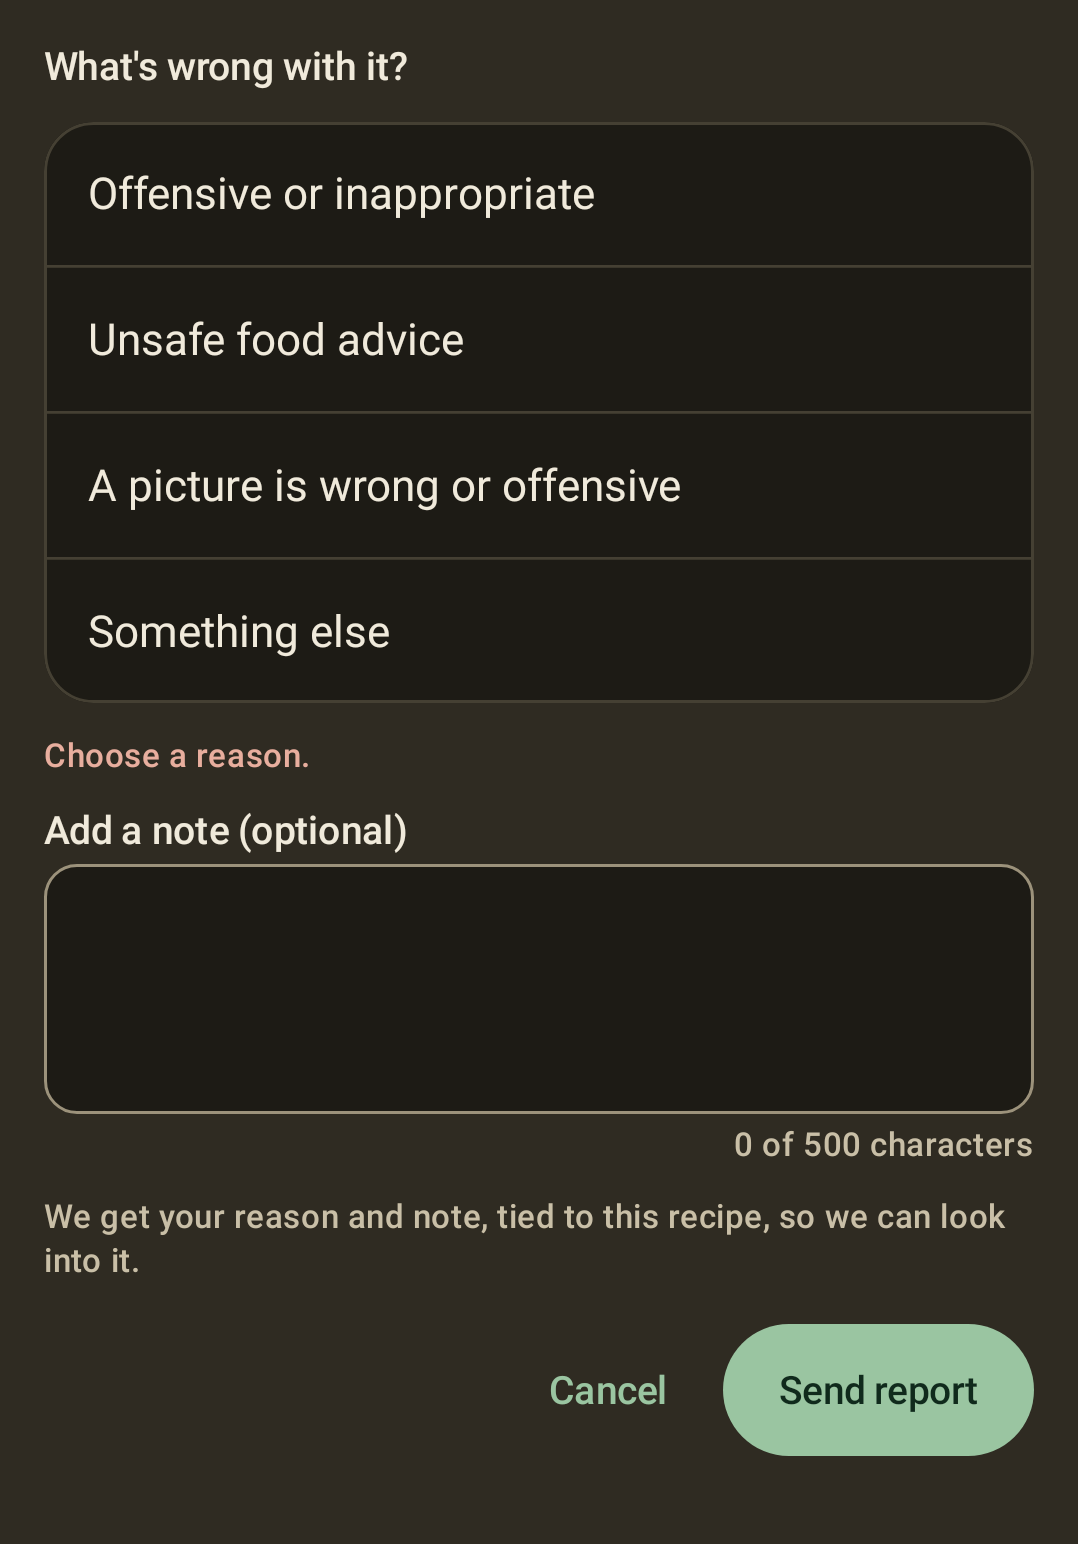 What's wrong with it?
Offensive or inappropriate
Unsafe food advice
A picture is wrong or offensive
Something else
Choose a reason.
Add a note (optional)
0 of 500 characters
We get your reason and note, tied to this recipe, so we can look
into it.
Cancel
Send report